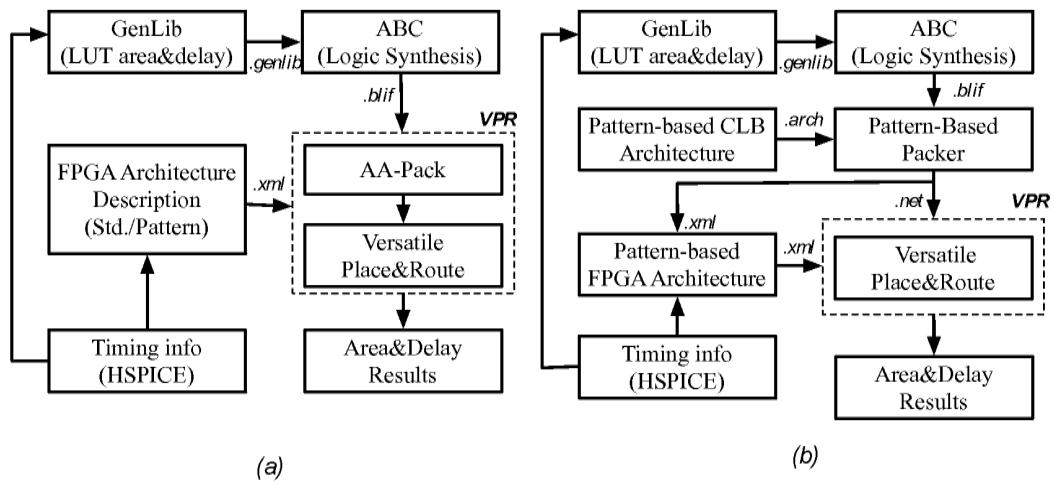 GenLib
(LUT area&delay)
.genlib
ABC
(Logic Synthesis)
.blif
VPR
FPGA Architecture
Description
(Std./Pattern)
.xml
AA-Pack
Versatile
Place&Route
Timing info
(HSPICE)
Area&Delay
Results
(a)
GenLib
(LUT area&delay)
.genlib
ABC
(Logic Synthesis)
.blif
Pattern-based CLB
Architecture
.arch
Pattern-Based
Packer
.xml
.net
VPR
Pattern-based
FPGA Architecture
.xml
Versatile
Place&Route
Timing info
(HSPICE)
Area&Delay
Results
(b)